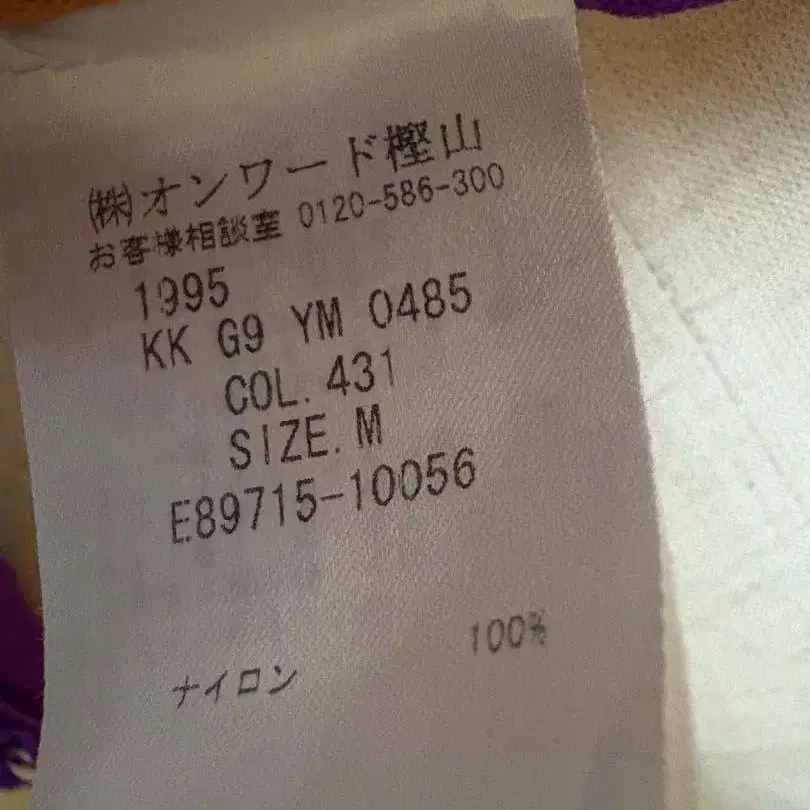 ㈱オンワード樫山
お客様相談室 0120-586-300
1995
KK G9 YM 0485
COL. 431
SIZE. M
E89715-10056
100%
ナイロン